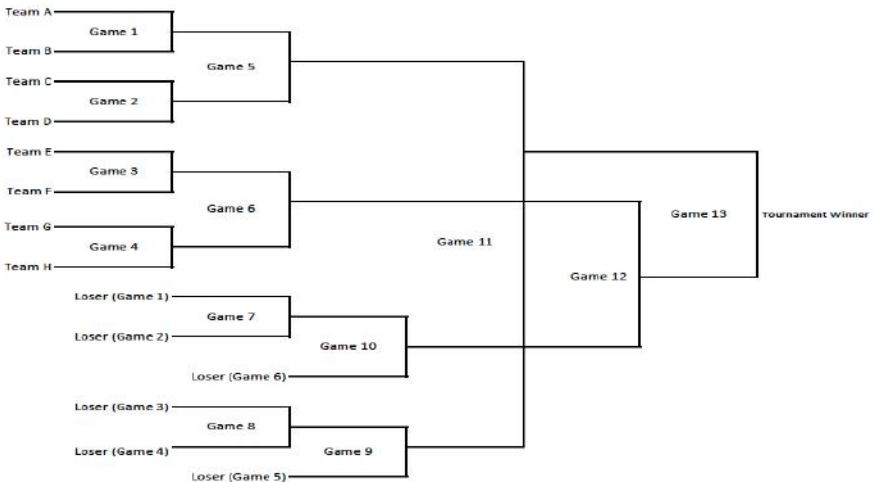 Team A
Game 1
Team B
Game 5
Team C
Game 2
Team D
Team E
Game 3
Team F
Game 6
Team G
Game 4
Team H
Game 11
Game 12
Game 13
Tournament Winner
Loser (Game 1)
Game 7
Loser (Game 2)
Game 10
Loser (Game 6)
Loser (Game 3)
Game 8
Loser (Game 4)
Game 9
Loser (Game 5)